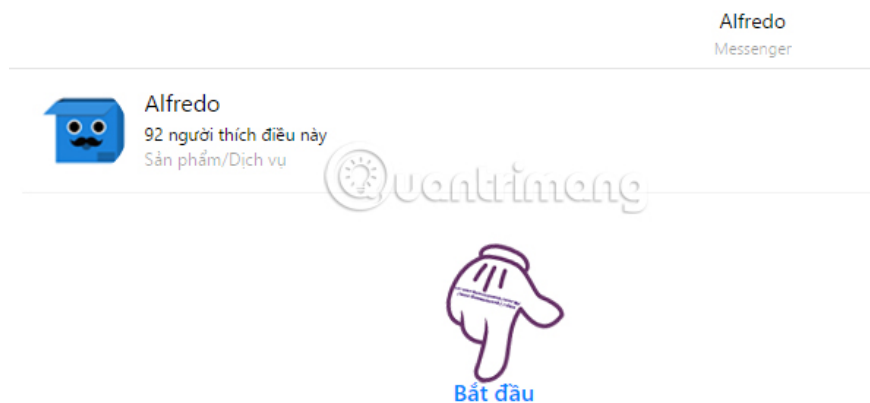 Alfredo
Messenger
Alfredo
92 người thích điều này
Sản phẩm/Dịch vụ
Quantrimang
Bắt đầu